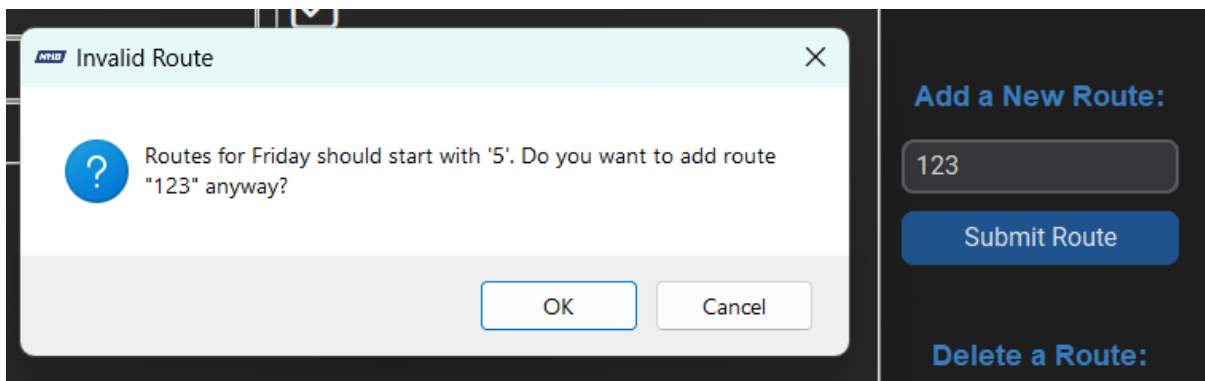 NHB Invalid Route
Routes for Friday should start with '5'. Do you want to add route
"123" anyway?
OK Cancel
Add a New Route:
123
Submit Route
Delete a Route: